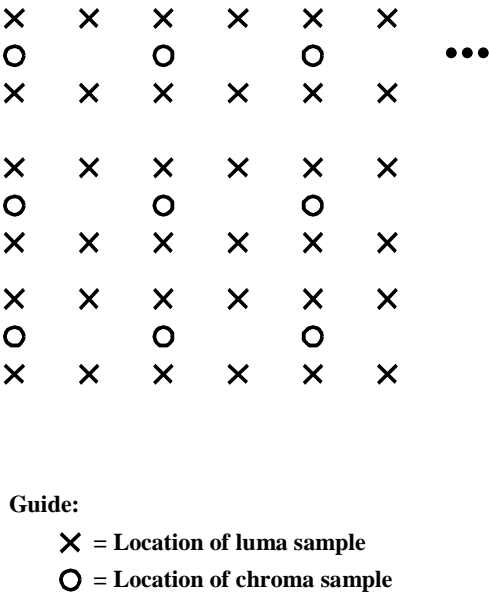 Guide:
= Location of luma sample
= Location of chroma sample